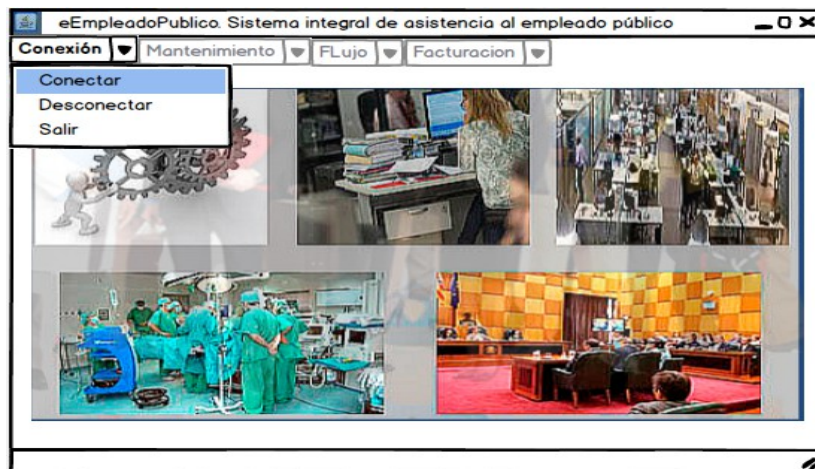 eEmpleadoPublico. Sistema integral de asistencia al empleado público
Conexión Mantenimiento FLujo Facturacion
Conectar
Desconectar
Salir